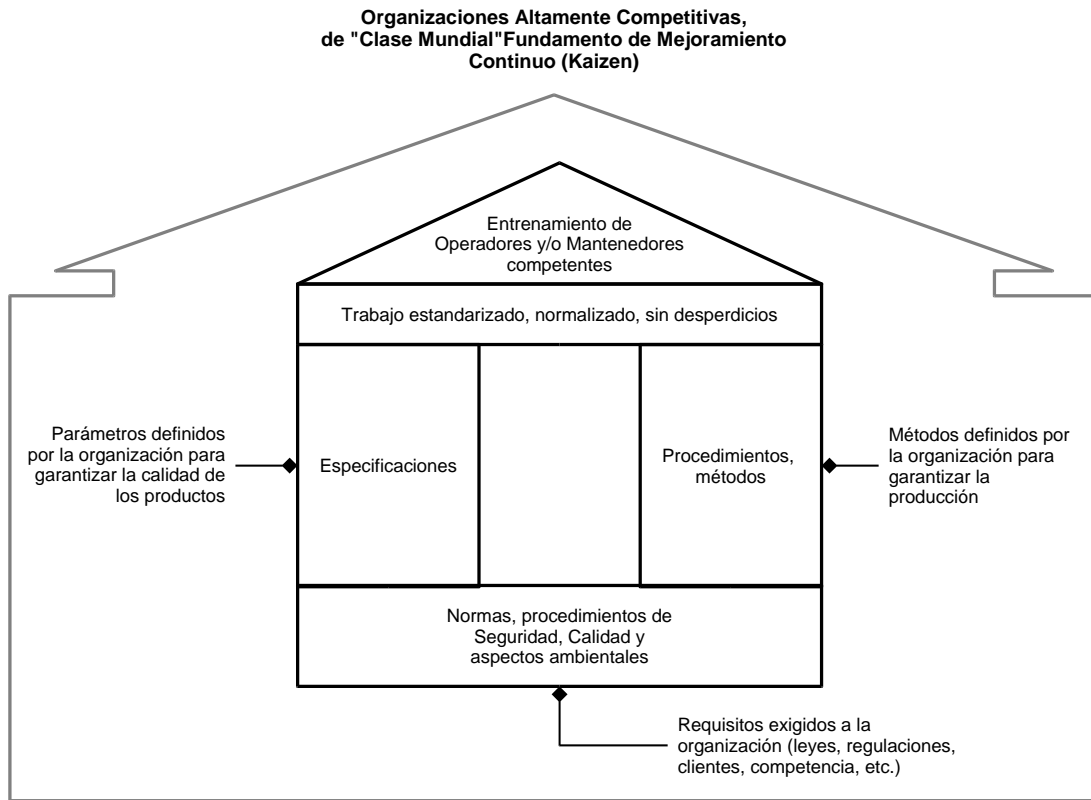 Organizaciones Altamente Competitivas,
de "Clase Mundial"Fundamento de Mejoramiento
Continuo (Kaizen)
Entrenamiento de
Operadores y/o Mantenedores
competentes
Trabajo estandarizado, normalizado, sin desperdicios
Parámetros definidos
por la organización para
garantizar la calidad de
los productos
Especificaciones
Procedimientos,
métodos
Métodos definidos por
la organización para
garantizar la
producción
Normas, procedimientos de
Seguridad, Calidad y
aspectos ambientales
Requisitos exigidos a la
organización (leyes, regulaciones,
clientes, competencia, etc.)